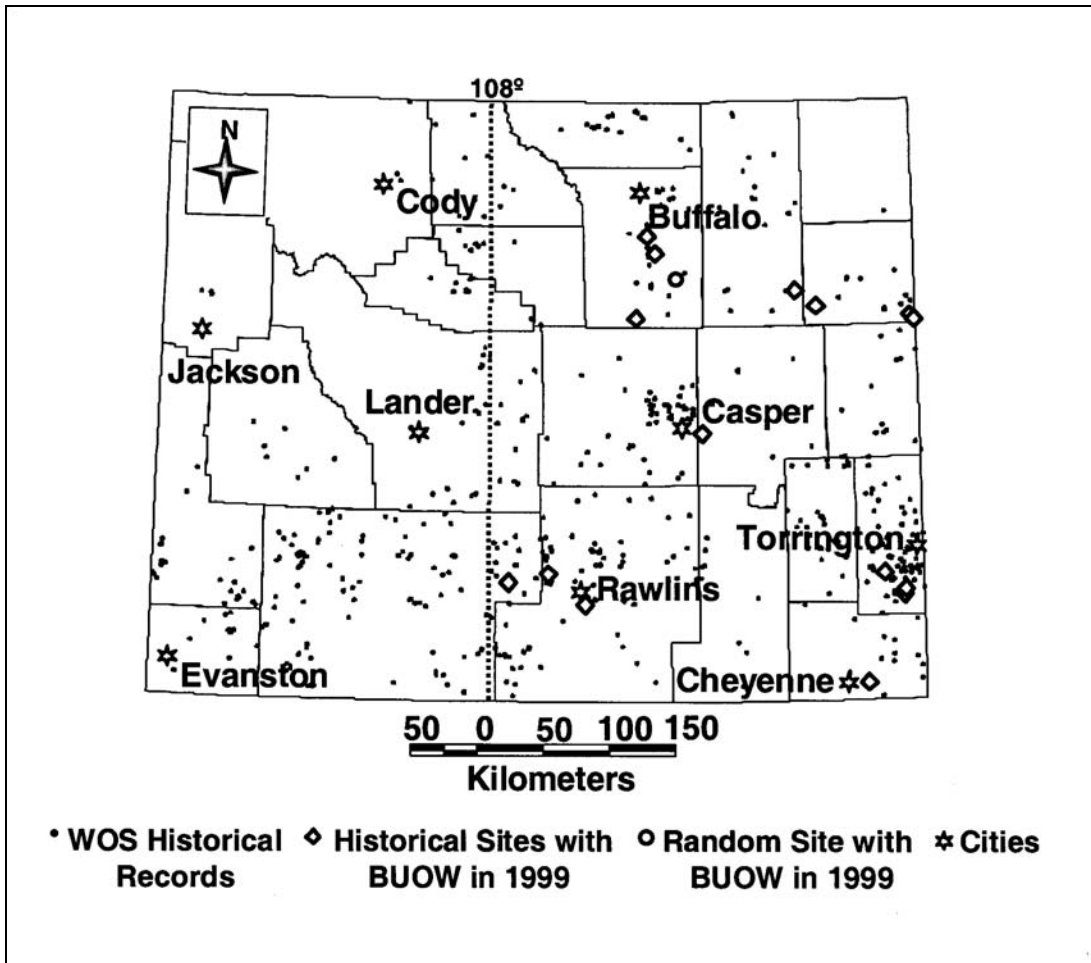 108º
N
Cody
Buffalo
Jackson
Lander
Casper
Torrington
Rawlins
Evanston
Cheyenne
50 0 50 100 150
Kilometers
WOS Historical Records
Historical Sites with BUOW in 1999
Random Site with BUOW in 1999
Cities